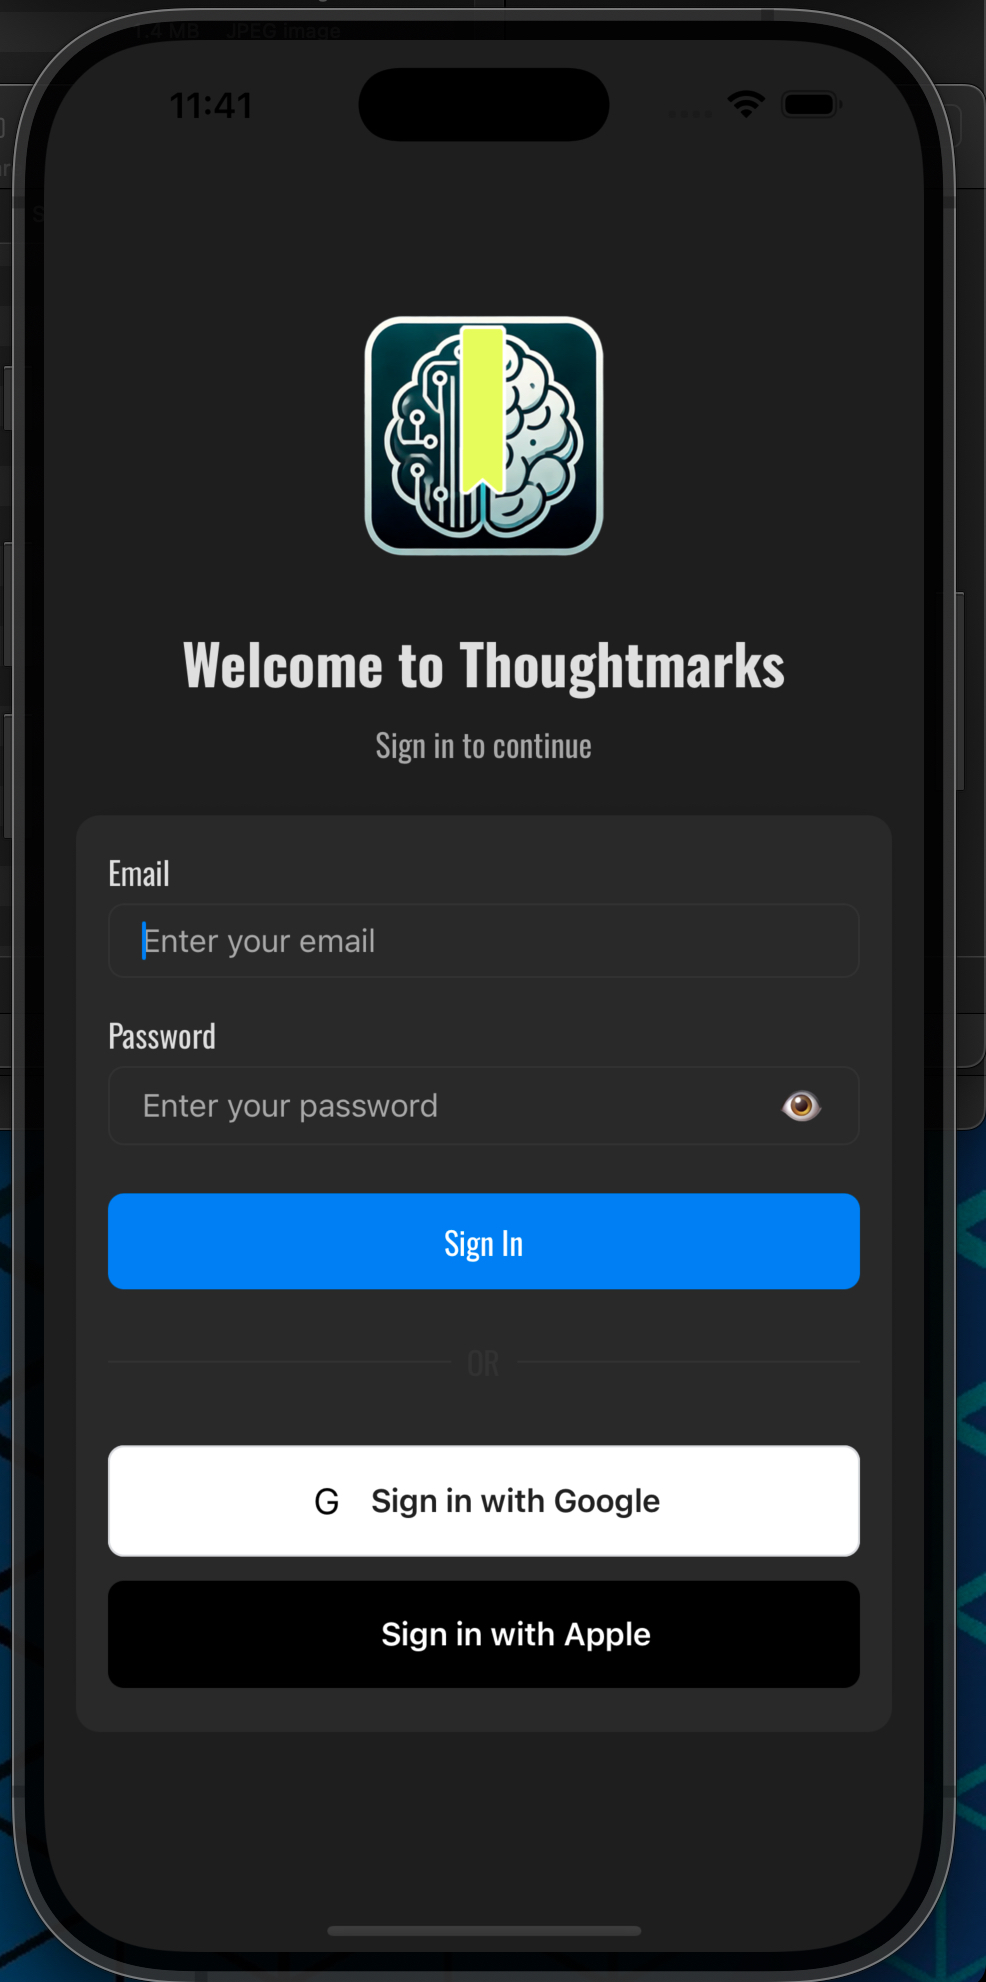 1.4 MB JPEG image
11:41
Welcome to Thoughtmarks
Sign in to continue
Email
Enter your email
Password
Enter your password
Sign In
OR
G Sign in with Google
Sign in with Apple